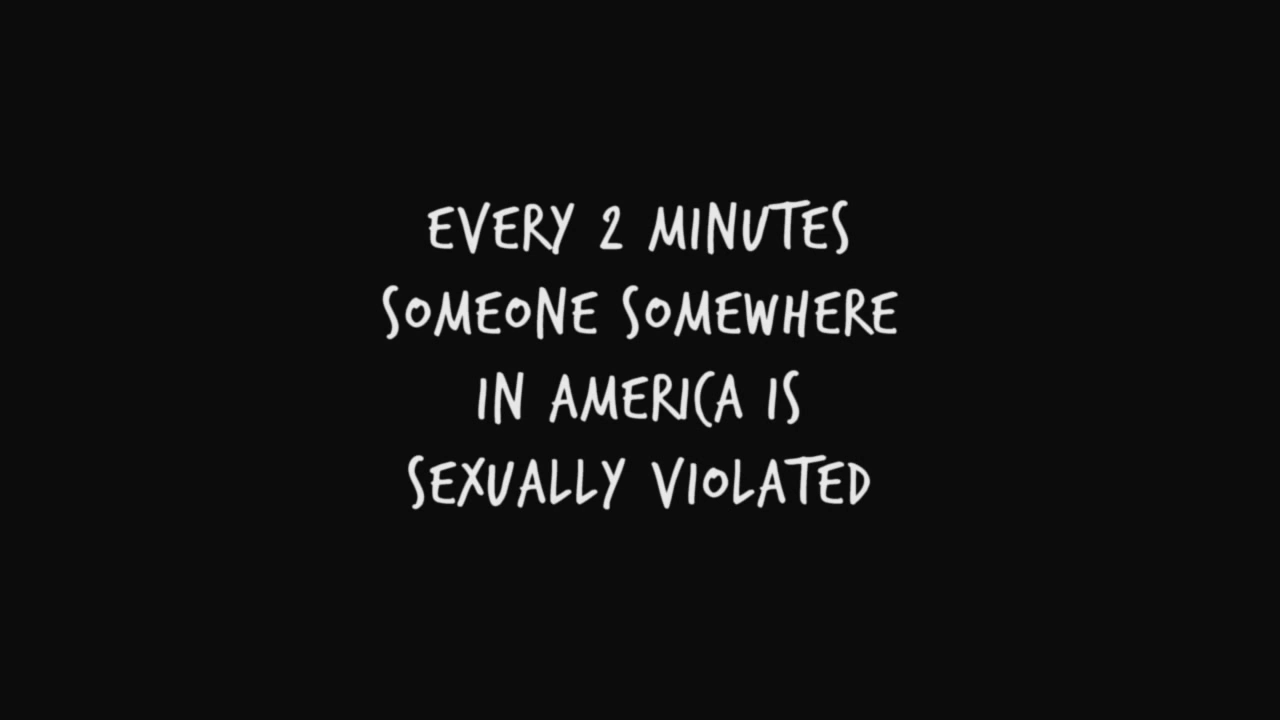 EVERY 2 MINUTES
SOMEONE SOMEWHERE
IN AMERICA IS
SEXUALLY VIOLATED